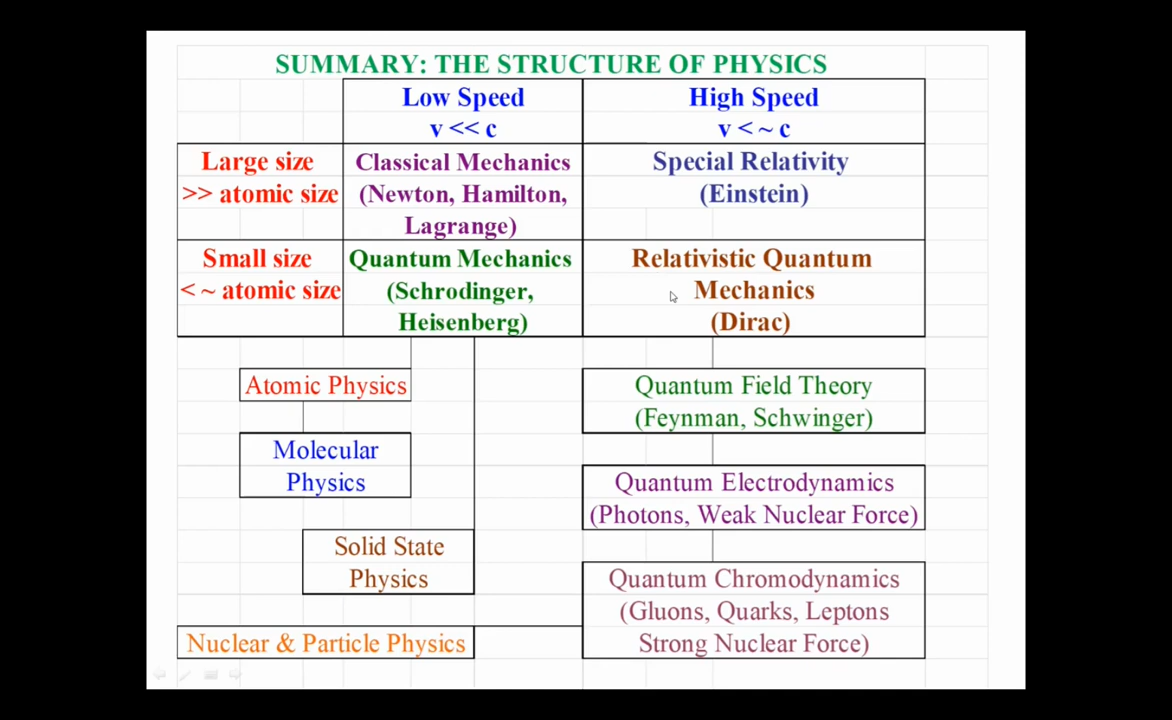 SUMMARY: THE STRUCTURE OF PHYSICS
Low Speed
v << c
High Speed
v < ~ c
Large size
>> atomic size
Classical Mechanics
(Newton, Hamilton,
Lagrange)
Special Relativity
(Einstein)
Small size
< ~ atomic size
Quantum Mechanics
(Schrodinger,
Heisenberg)
Relativistic Quantum
Mechanics
(Dirac)
Atomic Physics
Molecular
Physics
Solid State
Physics
Nuclear & Particle Physics
Quantum Field Theory
(Feynman, Schwinger)
Quantum Electrodynamics
(Photons, Weak Nuclear Force)
Quantum Chromodynamics
(Gluons, Quarks, Leptons
Strong Nuclear Force)